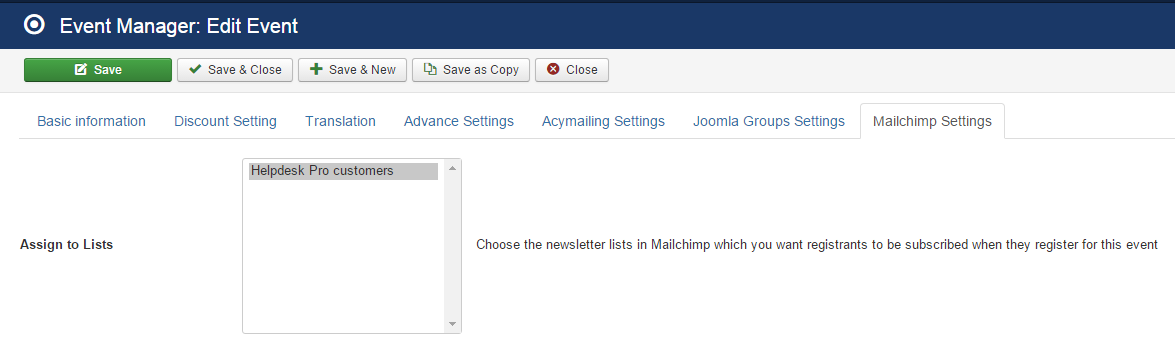 Event Manager: Edit Event
Save
Save & Close
Save & New
Save as Copy
Close
Basic information
Discount Setting
Translation
Advance Settings
Acymailing Settings
Joomla Groups Settings
Mailchimp Settings
Helpdesk Pro customers
Assign to Lists
Choose the newsletter lists in Mailchimp which you want registrants to be subscribed when they register for this event